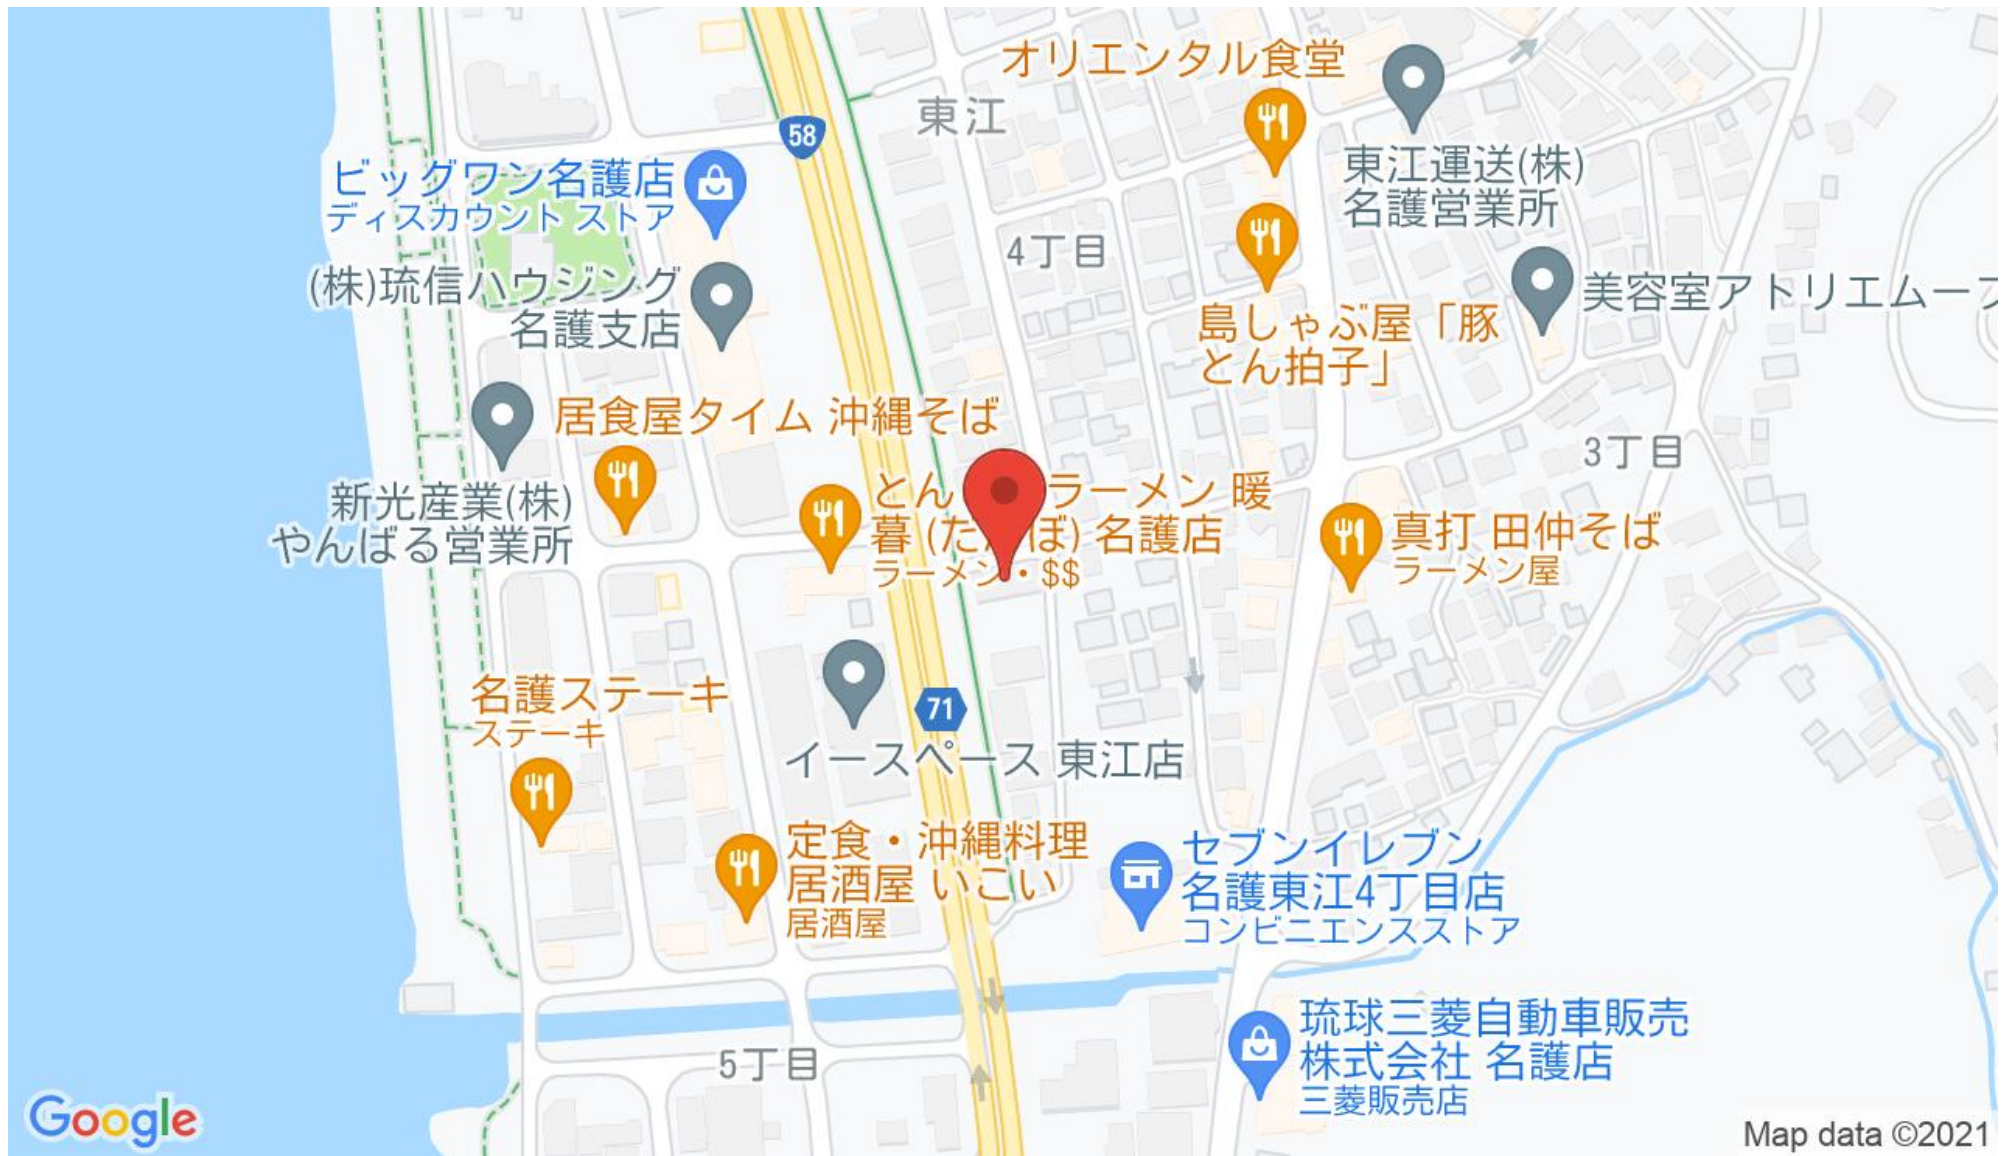 オリエンタル食堂
東江
58
ビッグワン名護店
ディスカウント ストア
東江運送(株)
名護営業所
4丁目
(株)琉信ハウジング
名護支店
美容室アトリエムーブ
島しゃぶ屋「豚
とん拍子」
居食屋タイム 沖縄そば
3丁目
新光産業(株)
やんばる営業所
とん ラーメン 暖
暮 (た ぼ) 名護店
ラーメン・$$
真打 田仲そば
ラーメン屋
名護ステーキ
ステーキ
71
イースペース 東江店
定食・沖縄料理
居酒屋 いこい
居酒屋
セブンイレブン
名護東江4丁目店
コンビニエンスストア
琉球三菱自動車販売
株式会社 名護店
三菱販売店
5丁目
Google
Map data ©2021